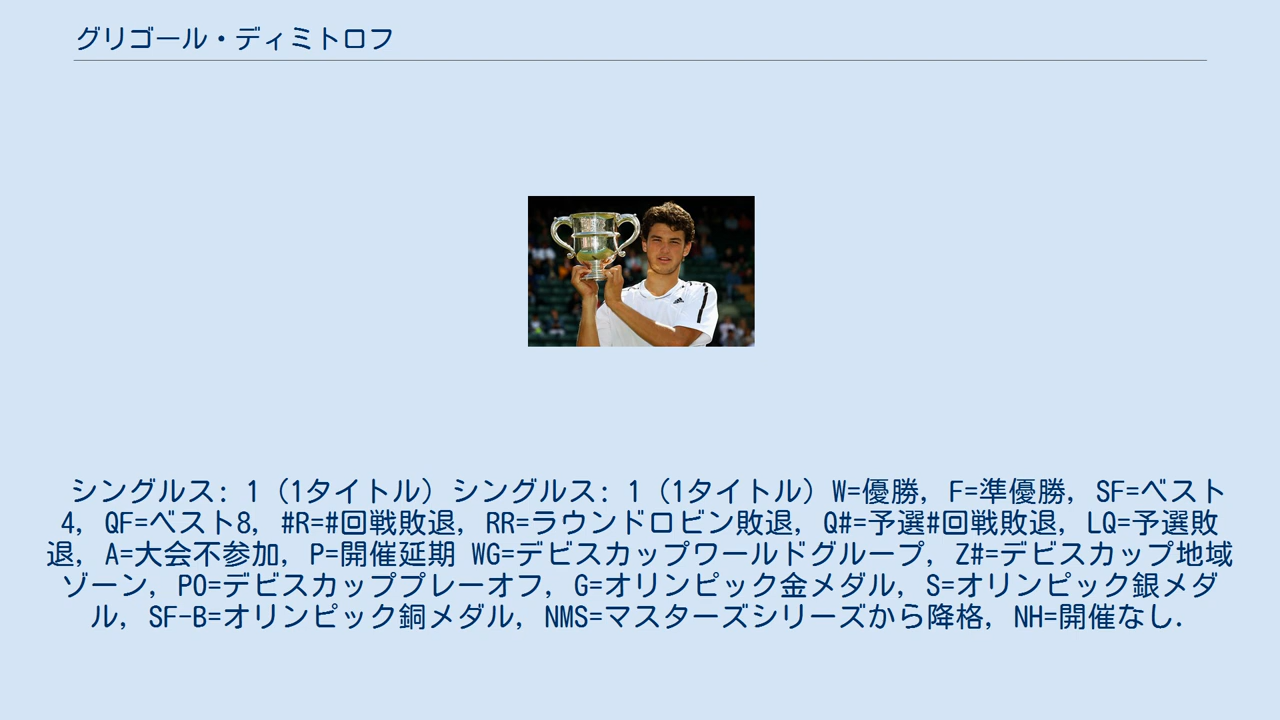 グリゴール・ディミトロフ
シングルス: 1（1タイトル）シングルス: 1（1タイトル）W=優勝, F=準優勝, SF=ベスト
4, QF=ベスト8, #R=#回戦敗退, RR=ラウンドロビン敗退, Q#=予選#回戦敗退, LQ=予選敗
退, A=大会不参加, P=開催延期 WG=デビスカップワールドグループ, Z#=デビスカップ地域
ゾーン, PO=デビスカッププレーオフ, G=オリンピック金メダル, S=オリンピック銀メダ
ル, SF-B=オリンピック銅メダル, NMS=マスターズシリーズから降格, NH=開催なし.